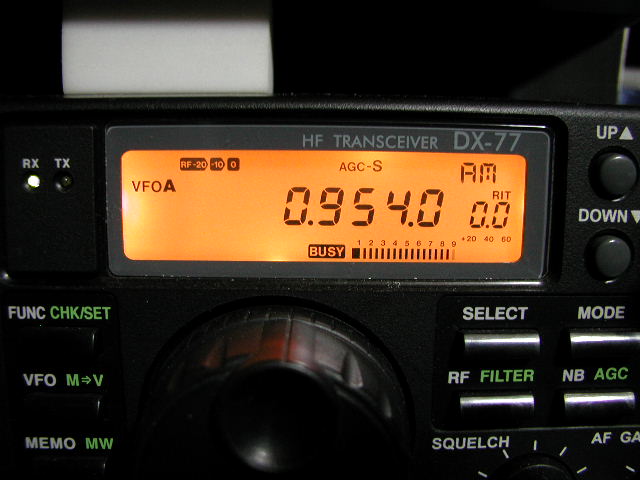 HF TRANSCEIVER DX-77
UP▲
RX TX
RF-20 -10 0
AGC-S
AM
VFOA
RIT
0.954.0
0.0
DOWN▼
BUSY
1 2 3 4 5 6 7 8 9 +20 40 60
FUNC CHK/SET
SELECT
MODE
VFO M⇒V
RF FILTER
NB AGC
MEMO MW
SQUELCH
AF GA